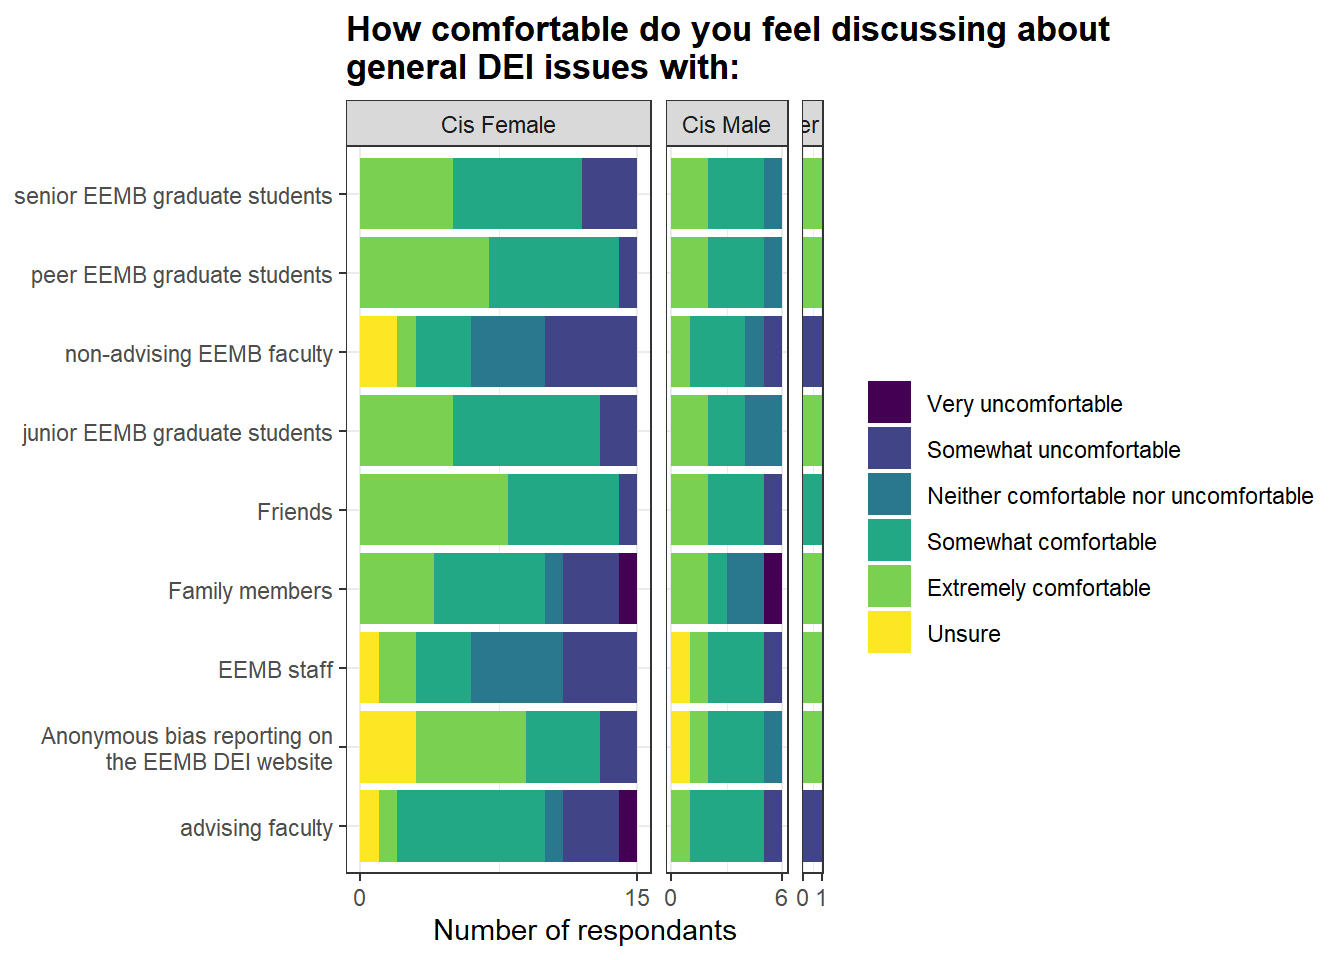 How comfortable do you feel discussing about
general DEI issues with:
Cis Female
Cis Male
er
senior EEMB graduate students
peer EEMB graduate students
non-advising EEMB faculty
junior EEMB graduate students
Friends
Family members
EEMB staff
Anonymous bias reporting on
the EEMB DEI website
advising faculty
0 15 0 6 0 1
Number of respondants
Very uncomfortable
Somewhat uncomfortable
Neither comfortable nor uncomfortable
Somewhat comfortable
Extremely comfortable
Unsure